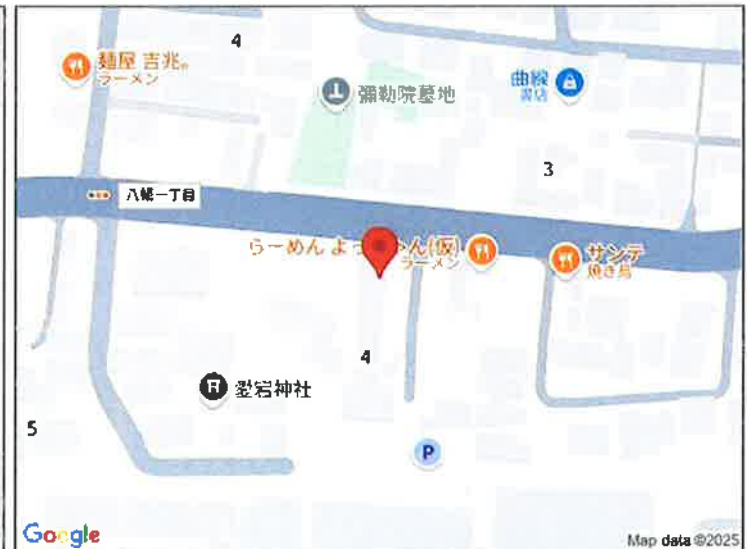 4
麺屋 吉兆。
ラーメン
彌勒院墓地
曲線
書店
3
八幡一丁目
らーめん よっ
ゃん(仮)
ラーメン
サンテ
焼き鳥
4
愛宕神社
5
P
Google
Map data ©2025